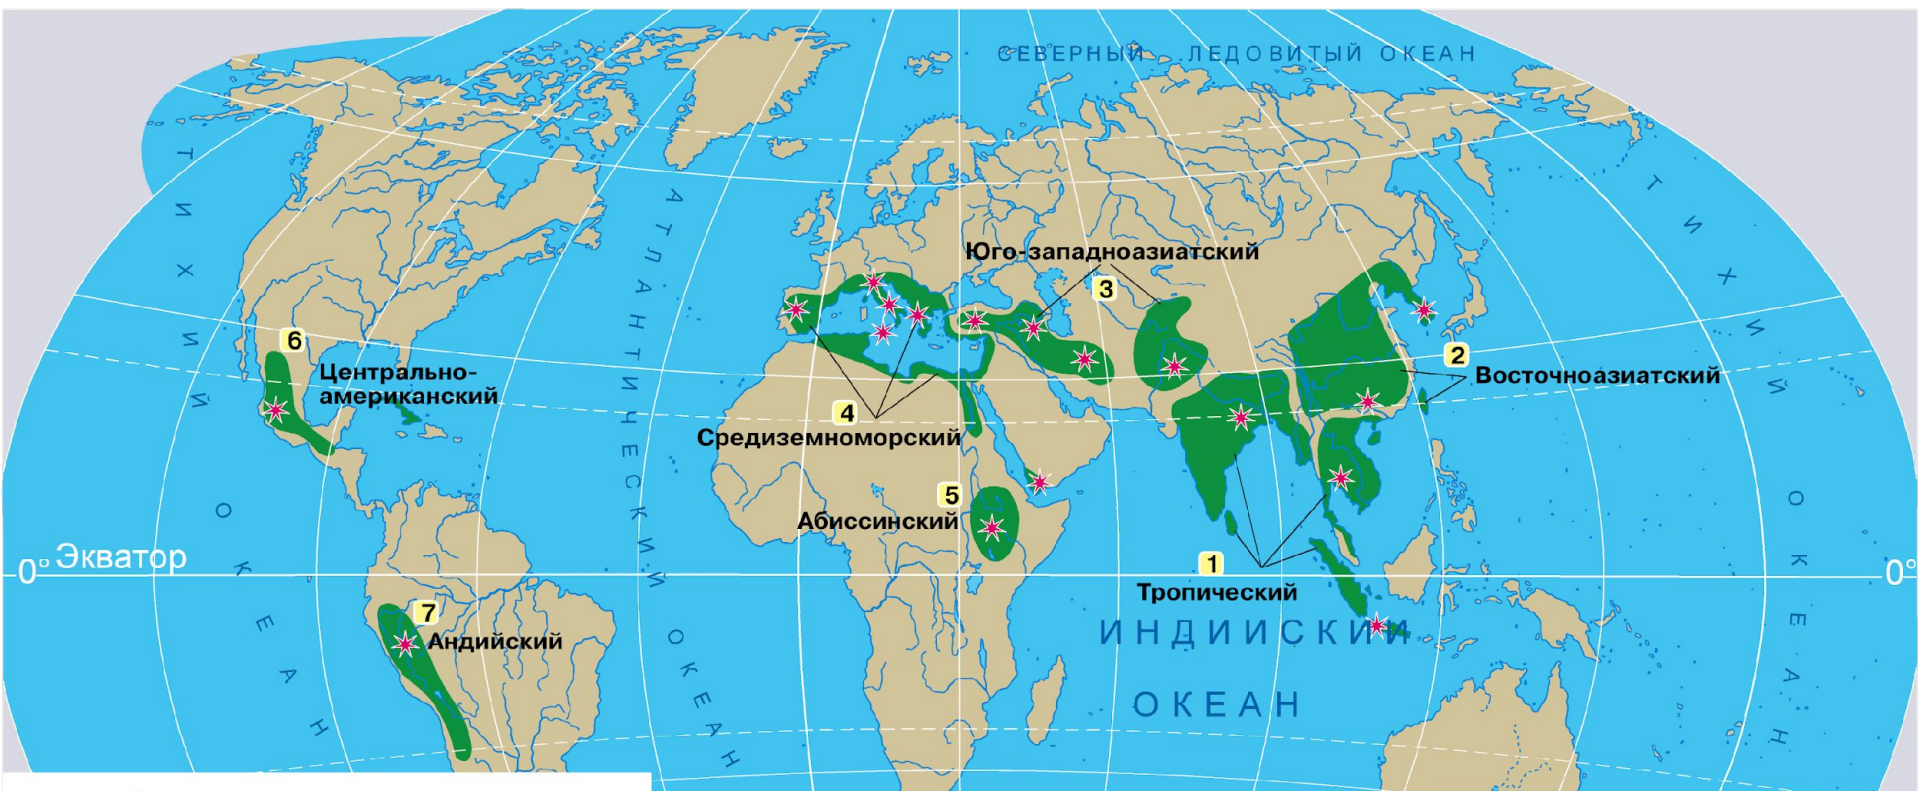 СЕВЕРНЫЙ ЛЕДОВИТЫЙ ОКЕАН
ТИХИЙ
ОКЕАН
АТЛАНТИЧЕСКИЙ
ОКЕАН
ТИХИЙ
ОКЕАН
Юго-западноазиатский
3
6
Центрально-
американский
2
Восточноазиатский
4
Средиземноморский
5
Абиссинский
0° Экватор
0°
1
Тропический
7
Андийский
ИНДИИСКИЙ
ОКЕАН